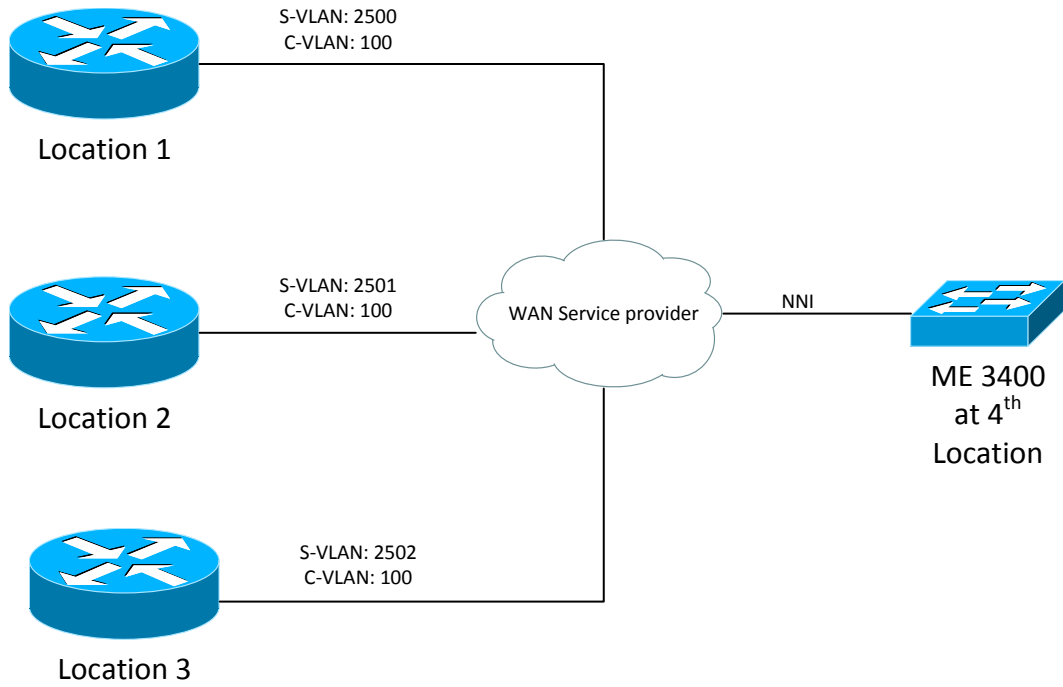 S-VLAN: 2500
C-VLAN: 100
Location 1
S-VLAN: 2501
C-VLAN: 100
Location 2
WAN Service provider
NNI
ME 3400
at 4th
Location
S-VLAN: 2502
C-VLAN: 100
Location 3